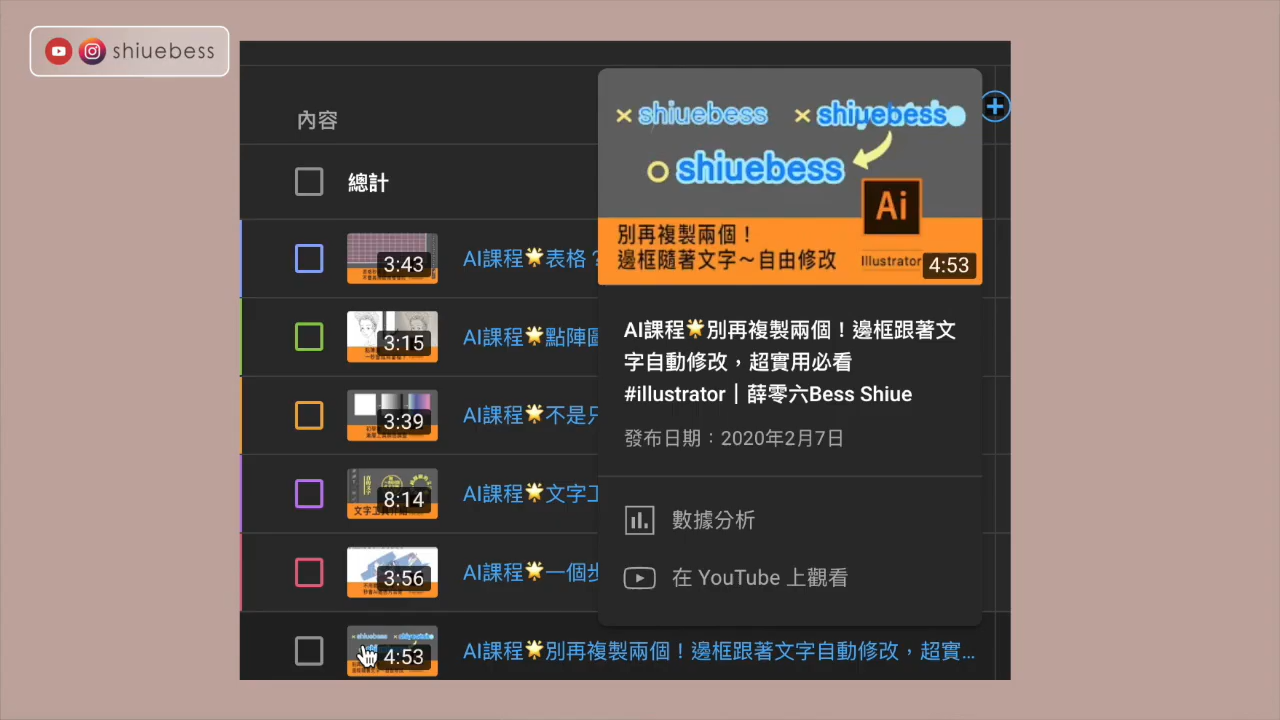 shiuebess
內容
總計
3:43
AI課程🌟表格？
3:15
AI課程🌟點陣圖
3:39
AI課程🌟不是只
8:14
AI課程🌟文字工
3:56
AI課程🌟一個步
4:53
AI課程🌟別再複製兩個！邊框跟著文字自動修改，超實...
× shiuebess
× shiuebess
○ shiuebess
Ai
別再複製兩個！
邊框隨著文字～自由修改
Illustrator
4:53
AI課程🌟別再複製兩個！邊框跟著文
字自動修改，超實用必看
#illustrator｜薛零六Bess Shiue
發布日期：2020年2月7日
數據分析
在 YouTube 上觀看